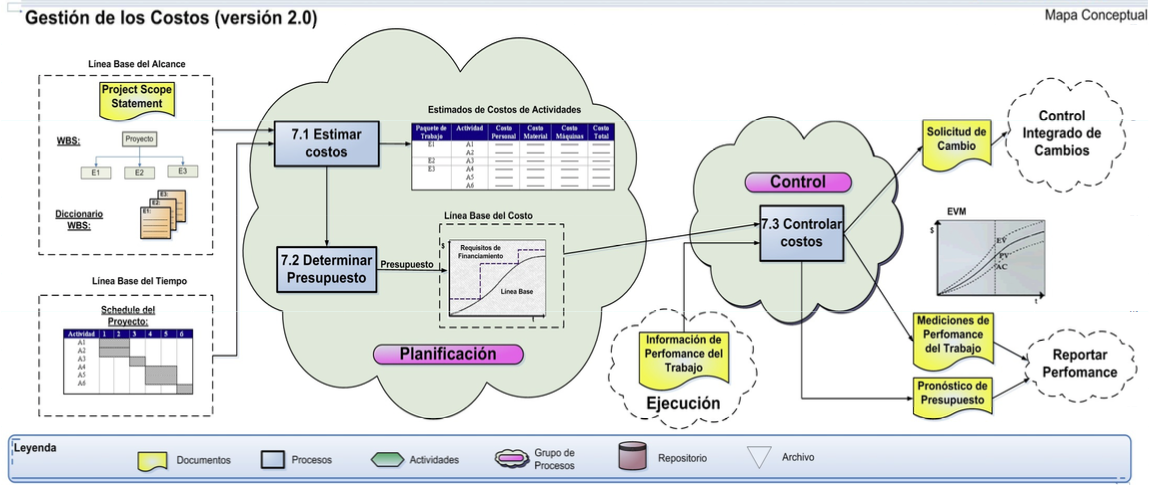 Gestión de los Costos (versión 2.0)
Mapa Conceptual
Línea Base del Alcance
Project Scope
Statement
WBS:
Proyecto
E1
E2
E3
Diccionario
WBS:
E3:
E2:
E1:
Línea Base del Tiempo
Schedule del
Proyecto:
Actividad 1 2 3 4 5 6
A1
A2
A3
A4
A5
A6
7.1 Estimar
costos
Estimados de Costos de Actividades
Paquete de Trabajo
Actividad
Costo Personal
Costo Material
Costo Máquinas
Costo Total
E1 A1
A2
E2 A3
E3 A4
A5
A6
7.2 Determinar
Presupuesto
Presupuesto
Línea Base del Costo
$
Requisitos de
Financiamiento
Línea Base
t
Planificación
Control
7.3 Controlar
costos
Información de
Perfomance del
Trabajo
Ejecución
Solicitud de
Cambio
Control
Integrado de
Cambios
EVM
$
EV
PV
AC
t
Mediciones de
Perfomance
del Trabajo
Pronóstico de
Presupuesto
Reportar
Perfomance
Leyenda
Documentos
Procesos
Actividades
Grupo de
Procesos
Repositorio
Archivo